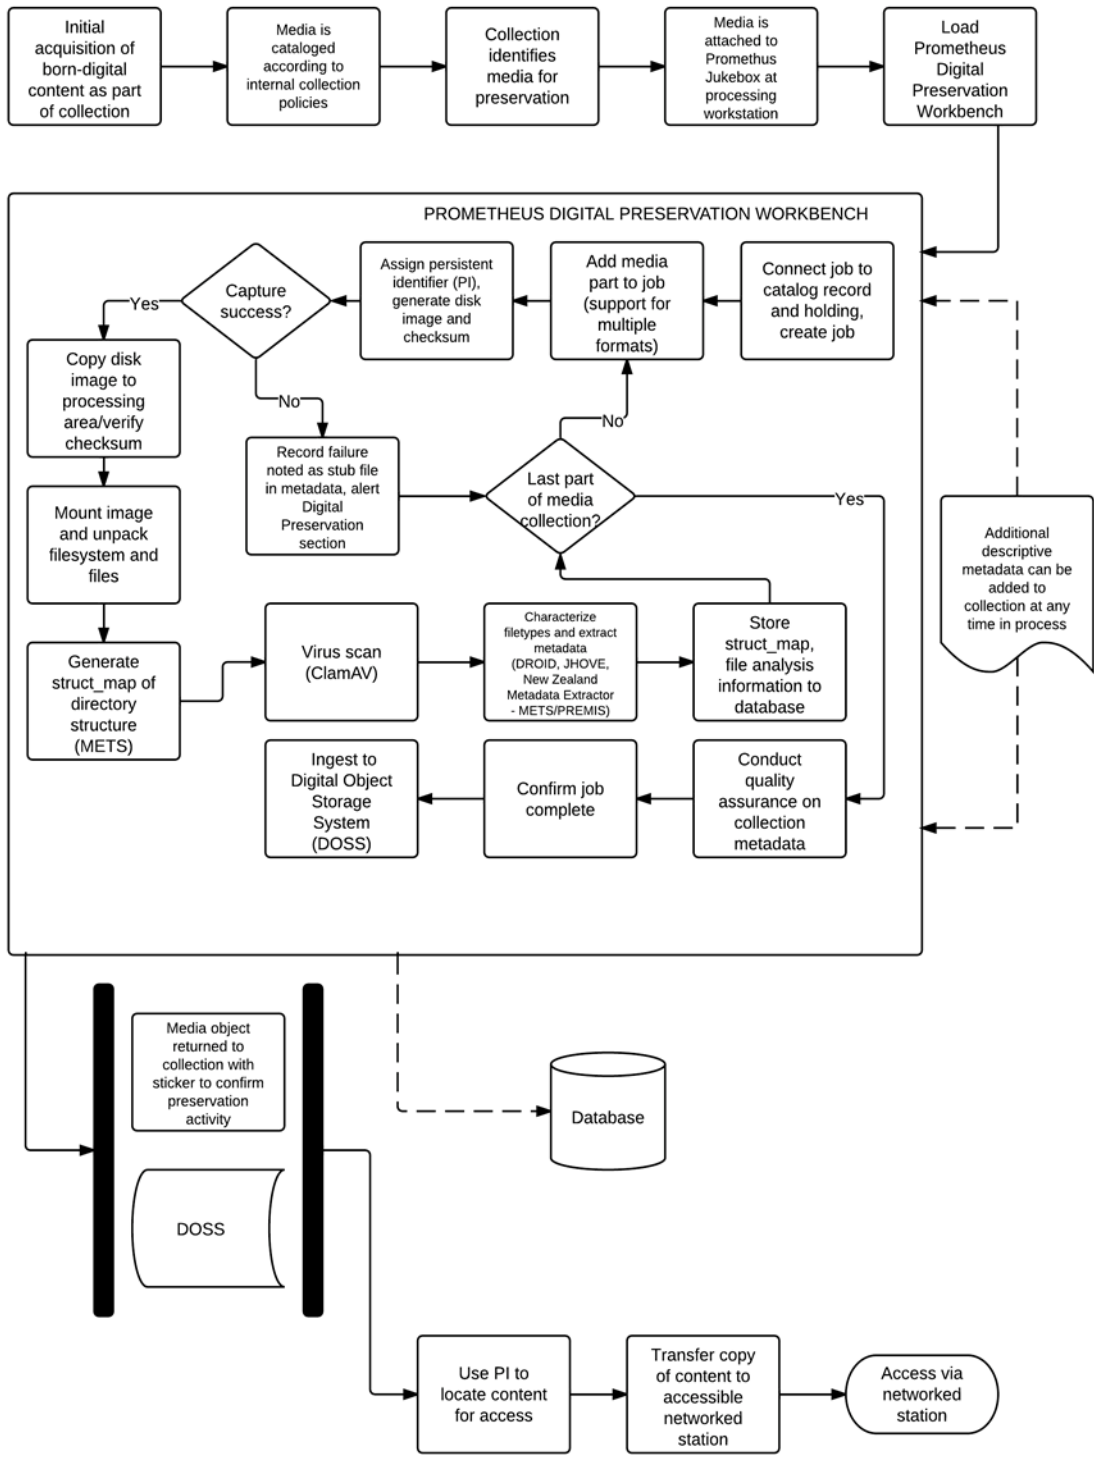 Initial
acquisition of
born-digital
content as part
of collection
Media is
cataloged
according to
internal collection
policies
Collection
identifies
media for
preservation
Media is
attached to
Promethus
Jukebox at
processing
workstation
Load
Prometheus
Digital
Preservation
Workbench
PROMETHEUS DIGITAL PRESERVATION WORKBENCH
Connect job to
catalog record
and holding,
create job
Add media
part to job
(support for
multiple
formats)
Assign persistent
identifier (PI),
generate disk
image and
checksum
Capture
success?
Yes
No
Copy disk
image to
processing
area/verify
checksum
Record failure
noted as stub file
in metadata, alert
Digital
Preservation
section
Last part
of media
collection?
No
Yes
Mount image
and unpack
filesystem and
files
Generate
struct_map of
directory
structure
(METS)
Virus scan
(ClamAV)
Characterize
filetypes and extract
metadata
(DROID, JHOVE,
New Zealand
Metadata Extractor
- METS/PREMIS)
Store
struct_map,
file analysis
information to
database
Conduct
quality
assurance on
collection
metadata
Confirm job
complete
Ingest to
Digital Object
Storage
System
(DOSS)
Additional
descriptive
metadata can be
added to
collection at any
time in process
Media object
returned to
collection with
sticker to confirm
preservation
activity
DOSS
Database
Use PI to
locate content
for access
Transfer copy
of content to
accessible
networked
station
Access via
networked
station